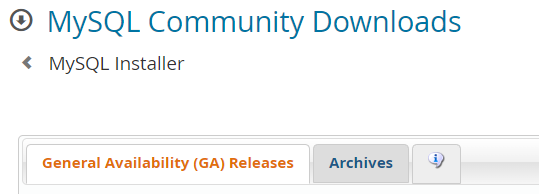 MySQL Community Downloads
MySQL Installer
General Availability (GA) Releases Archives